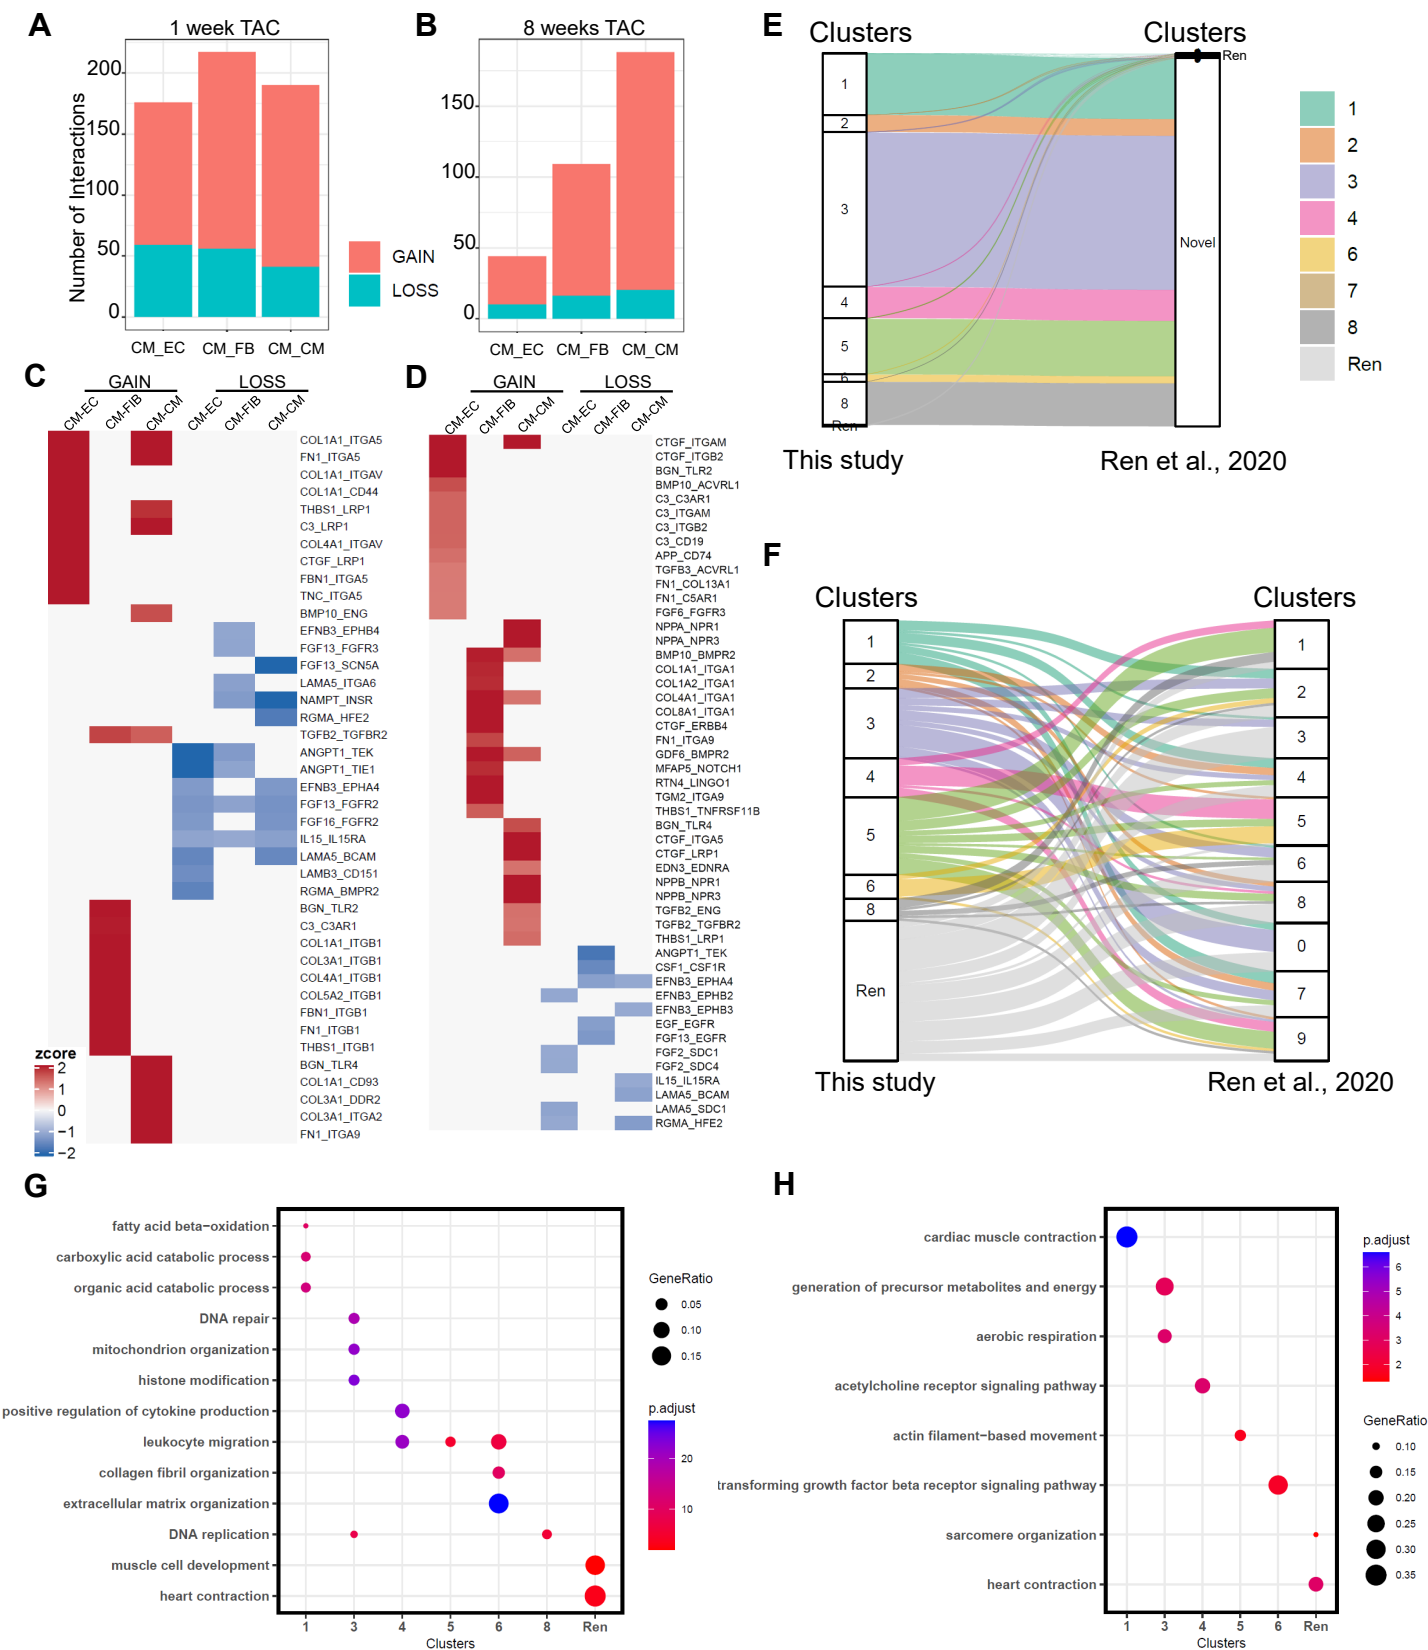 A
1 week TAC
Number of Interactions
200
150
100
50
0
CM_EC
CM_FB
CM_CM
GAIN
LOSS
B
8 weeks TAC
150
100
50
0
CM_EC
CM_FB
CM_CM
C
GAIN
LOSS
CM-EC
CM-FIB
CM-CM
CM-EC
CM-FIB
CM-CM
COL1A1_ITGA5
FN1_ITGA5
COL1A1_ITGAV
COL1A1_CD44
THBS1_LRP1
C3_LRP1
COL4A1_ITGAV
CTGF_LRP1
FBN1_ITGA5
TNC_ITGA5
BMP10_ENG
EFNB3_EPHB4
FGF13_FGFR3
FGF13_SCN5A
LAMA5_ITGA6
NAMPT_INSR
RGMA_HFE2
TGFB2_TGFBR2
ANGPT1_TEK
ANGPT1_TIE1
EFNB3_EPHA4
FGF13_FGFR2
FGF16_FGFR2
IL15_IL15RA
LAMA5_BCAM
LAMB3_CD151
RGMA_BMPR2
BGN_TLR2
C3_C3AR1
COL1A1_ITGB1
COL3A1_ITGB1
COL4A1_ITGB1
COL5A2_ITGB1
FBN1_ITGB1
FN1_ITGB1
THBS1_ITGB1
BGN_TLR4
COL1A1_CD93
COL3A1_DDR2
COL3A1_ITGA2
FN1_ITGA9
zcore
2
1
0
−1
−2
D
GAIN
LOSS
CM-EC
CM-FIB
CM-CM
CM-EC
CM-FIB
CM-CM
CTGF_ITGAM
CTGF_ITGB2
BGN_TLR2
BMP10_ACVRL1
C3_C3AR1
C3_ITGAM
C3_ITGB2
C3_CD19
APP_CD74
TGFB3_ACVRL1
FN1_COL13A1
FN1_C5AR1
FGF6_FGFR3
NPPA_NPR1
NPPA_NPR3
BMP10_BMPR2
COL1A1_ITGA1
COL1A2_ITGA1
COL4A1_ITGA1
COL8A1_ITGA1
CTGF_ERBB4
FN1_ITGA9
GDF6_BMPR2
MFAP5_NOTCH1
RTN4_LINGO1
TGM2_ITGA9
THBS1_TNFRSF11B
BGN_TLR4
CTGF_ITGA5
CTGF_LRP1
EDN3_EDNRA
NPPB_NPR1
NPPB_NPR3
TGFB2_ENG
TGFB2_TGFBR2
THBS1_LRP1
ANGPT1_TEK
CSF1_CSF1R
EFNB3_EPHA4
EFNB3_EPHB2
EFNB3_EPHB3
EGF_EGFR
FGF13_EGFR
FGF2_SDC1
FGF2_SDC4
IL15_IL15RA
LAMA5_BCAM
LAMA5_SDC1
RGMA_HFE2
E
Clusters
Clusters
1
2
3
4
5
6
8
Ren
Ren
Novel
This study
Ren et al., 2020
1
2
3
4
6
7
8
Ren
F
Clusters
Clusters
1
2
3
4
5
6
8
Ren
1
2
3
4
5
6
8
0
7
9
This study
Ren et al., 2020
G
fatty acid beta−oxidation
carboxylic acid catabolic process
organic acid catabolic process
DNA repair
mitochondrion organization
histone modification
positive regulation of cytokine production
leukocyte migration
collagen fibril organization
extracellular matrix organization
DNA replication
muscle cell development
heart contraction
1 3 4 5 6 8 Ren
Clusters
GeneRatio
0.05
0.10
0.15
p.adjust
20
10
H
cardiac muscle contraction
generation of precursor metabolites and energy
aerobic respiration
acetylcholine receptor signaling pathway
actin filament−based movement
transforming growth factor beta receptor signaling pathway
sarcomere organization
heart contraction
1 3 4 5 6 Ren
Clusters
p.adjust
6
5
4
3
2
GeneRatio
0.10
0.15
0.20
0.25
0.30
0.35